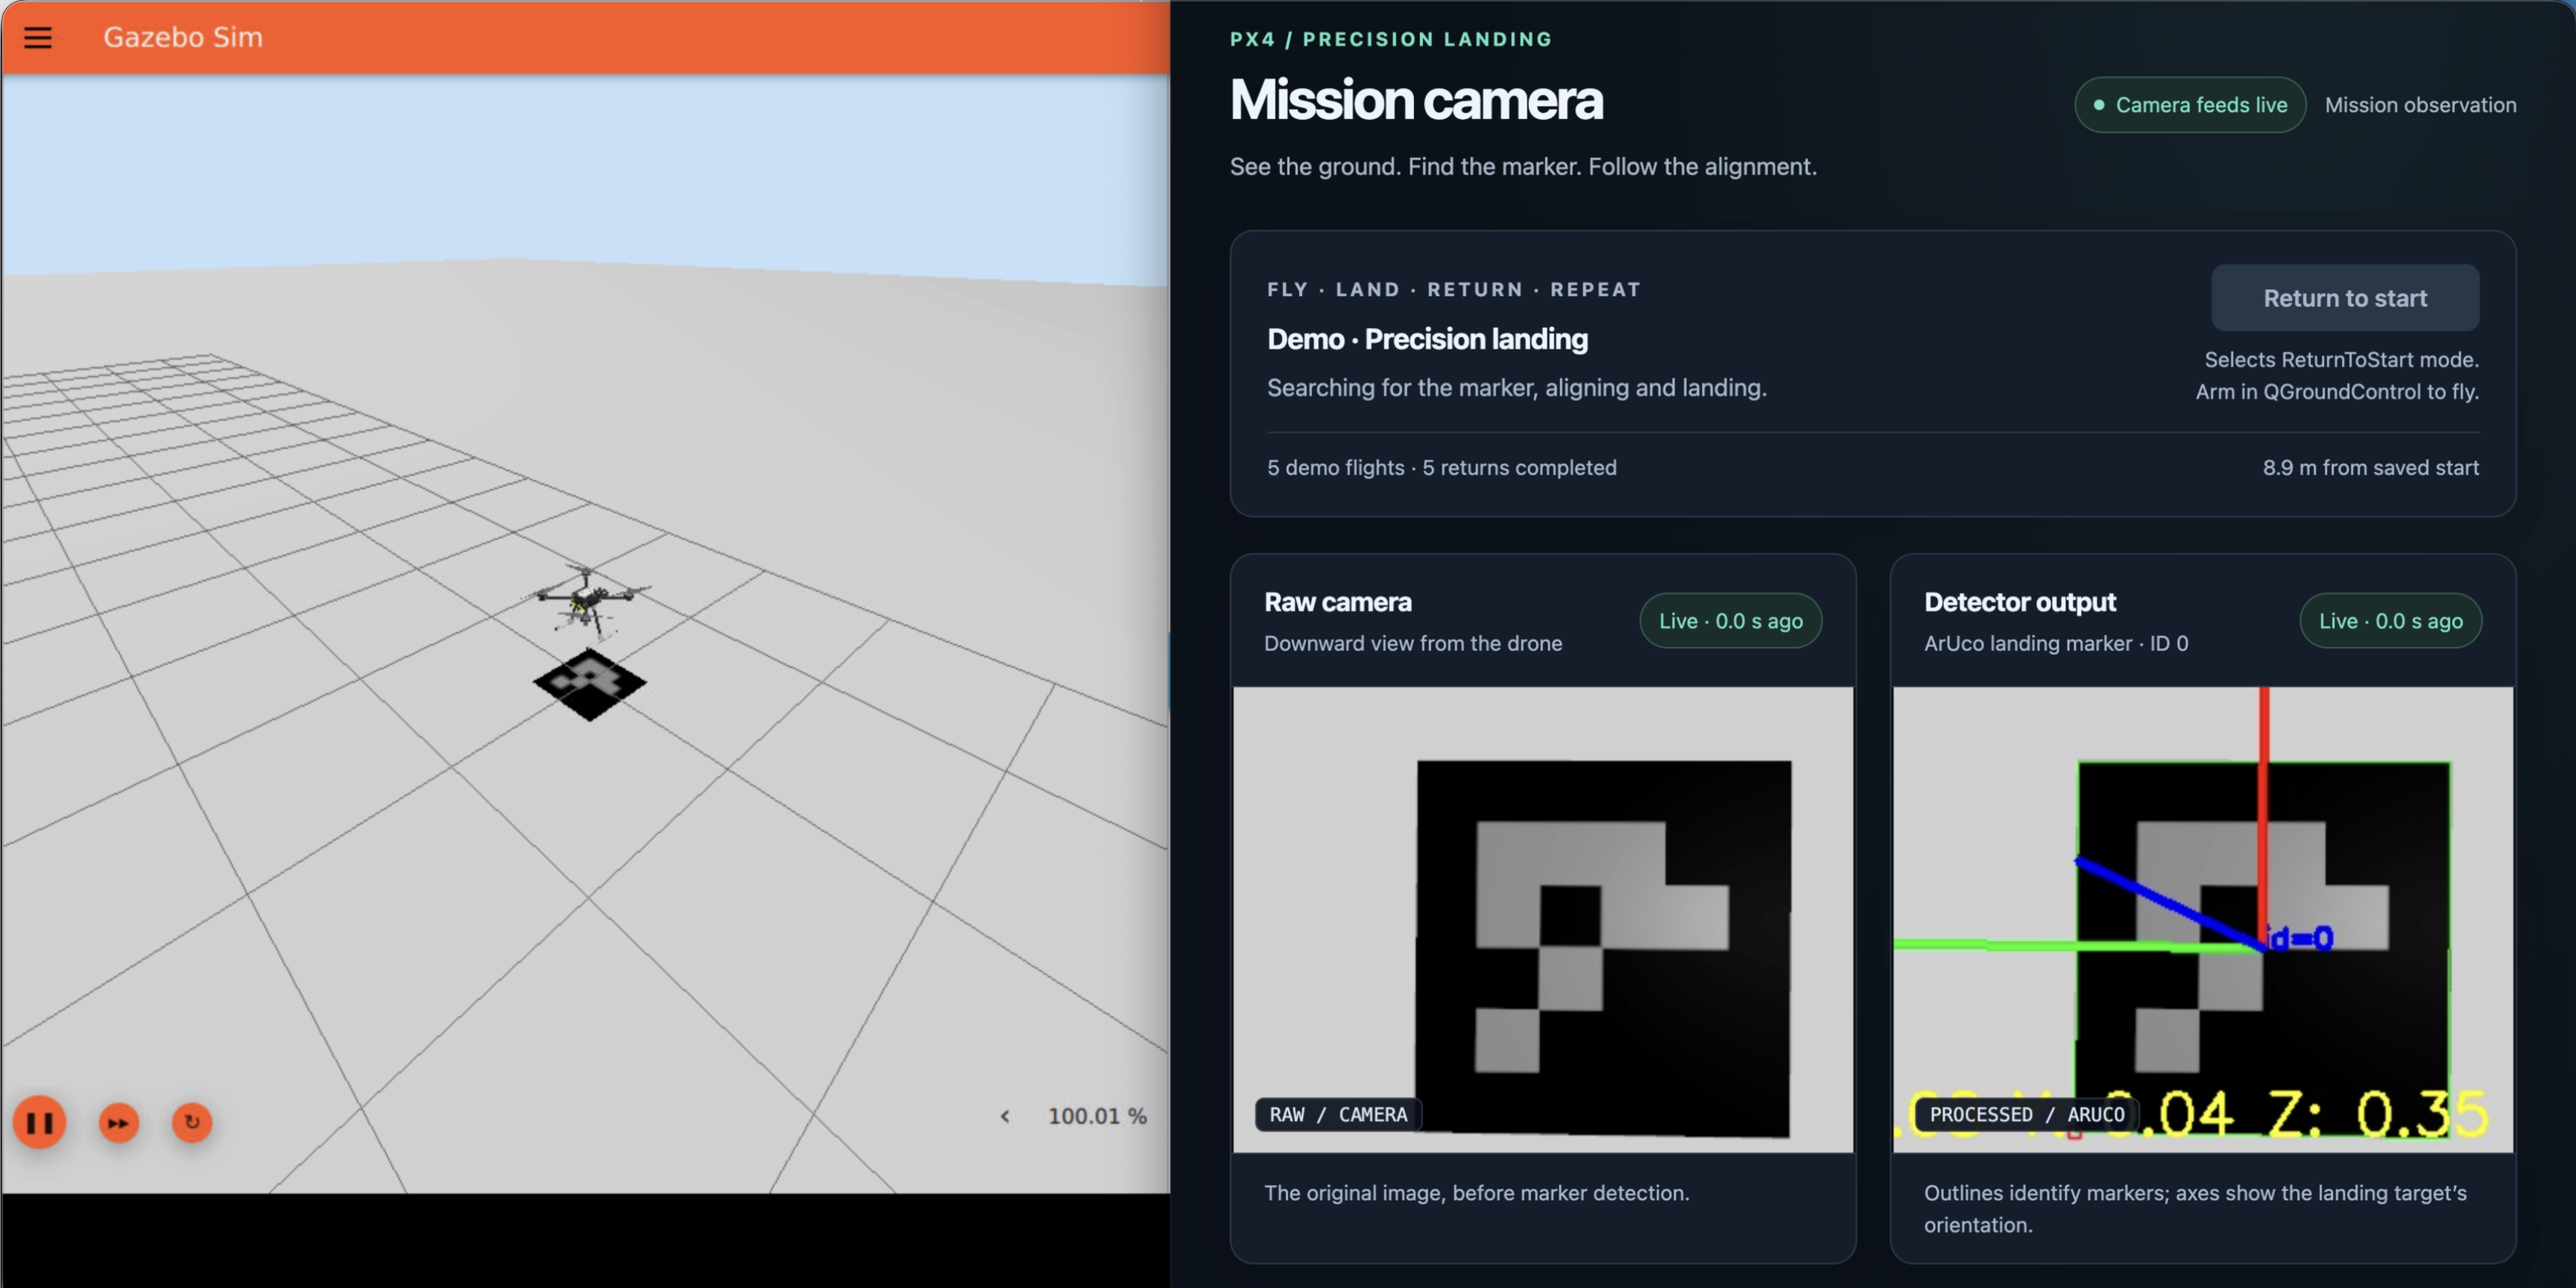 Gazebo Sim
100.01 %
PX4 / PRECISION LANDING
Mission camera
Camera feeds live
Mission observation
See the ground. Find the marker. Follow the alignment.
FLY · LAND · RETURN · REPEAT
Return to start
Demo · Precision landing
Selects ReturnToStart mode.
Searching for the marker, aligning and landing.
Arm in QGroundControl to fly.
5 demo flights · 5 returns completed
8.9 m from saved start
Raw camera
Live · 0.0 s ago
Downward view from the drone
RAW / CAMERA
The original image, before marker detection.
Detector output
Live · 0.0 s ago
ArUco landing marker · ID 0
id=0
PROCESSED / ARUCO
.04 Z: 0.35
Outlines identify markers; axes show the landing target’s
orientation.